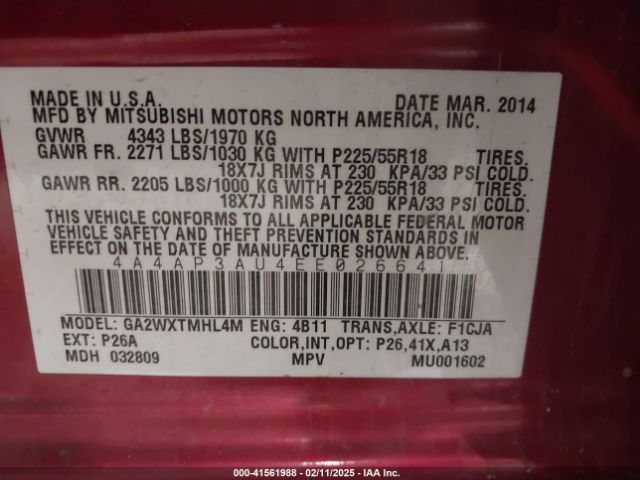 MADE IN U.S.A. DATE MAR. 2014
MFD BY MITSUBISHI MOTORS NORTH AMERICA, INC.
GVWR 4343 LBS/1970 KG
GAWR FR. 2271 LBS/1030 KG WITH P225/55R18 TIRES.
18X7J RIMS AT 230 KPA/33 PSI COLD.
GAWR RR. 2205 LBS/1000 KG WITH P225/55R18 TIRES.
18X7J RIMS AT 230 KPA/33 PSI COLD.
THIS VEHICLE CONFORMS TO ALL APPLICABLE FEDERAL MOTOR
VEHICLE SAFETY AND THEFT PREVENTION STANDARDS IN
EFFECT ON THE DATE OF MANUFACTURE SHOWN ABOVE.
4A4AP3AU4EE026641
MODEL: GA2WXTMHL4M ENG: 4B11 TRANS,AXLE: F1CJA
EXT: P26A COLOR,INT,OPT: P26,41X,A13
MDH 032809 MPV MU001602
000-41561988 - 02/11/2025 - IAA Inc.